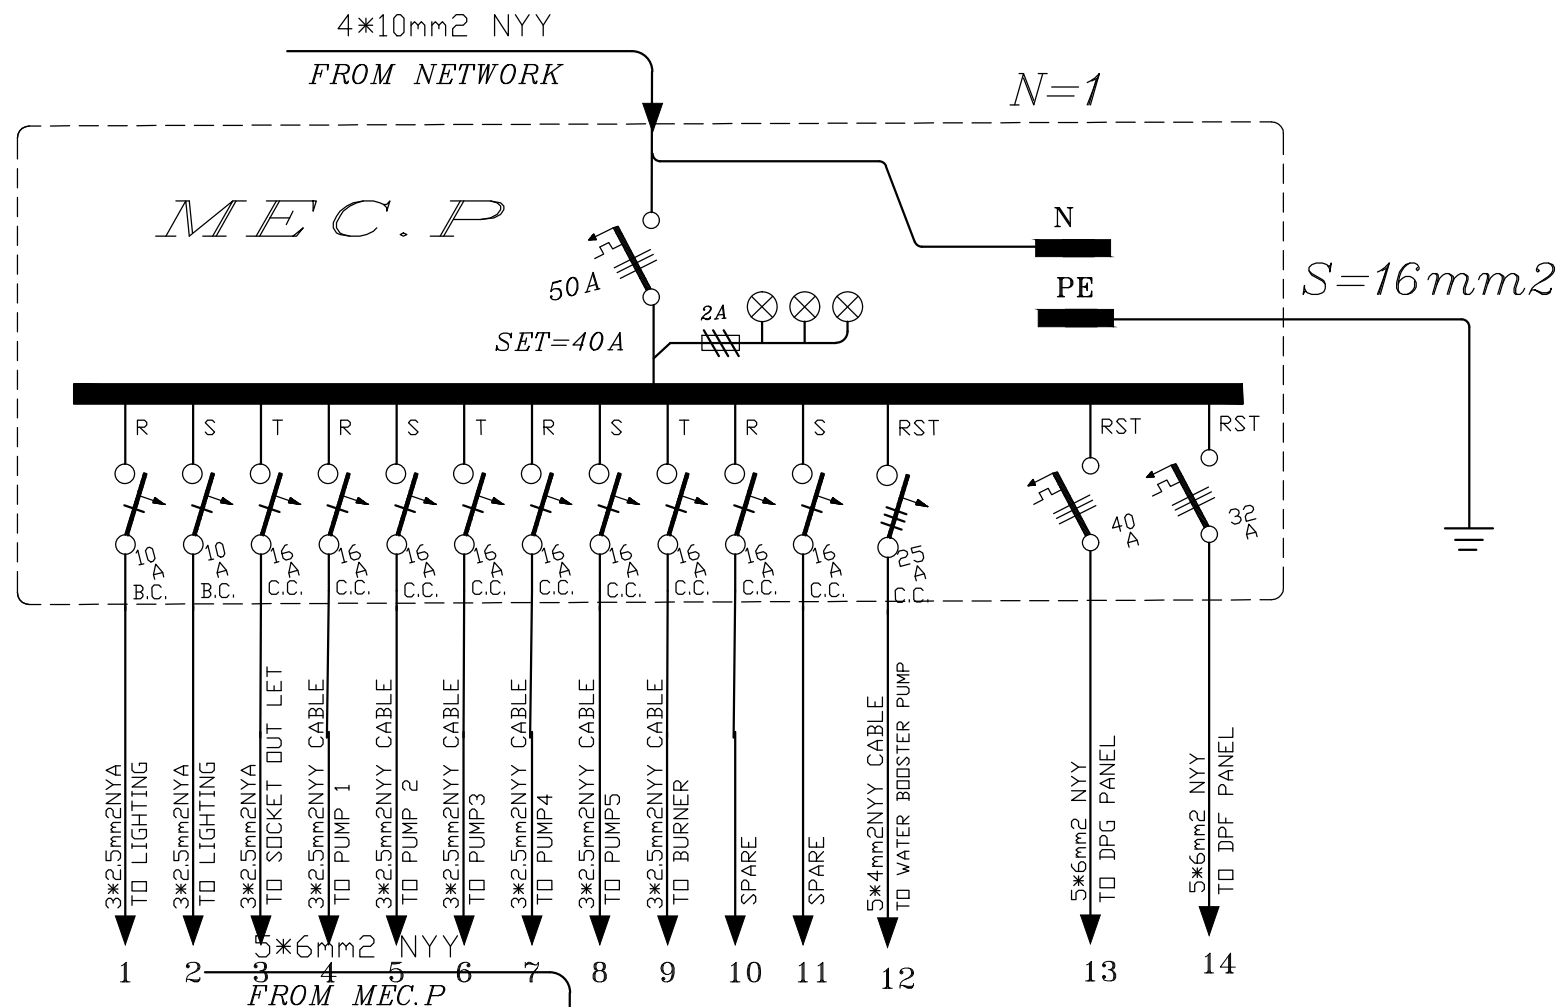 4*10mm2 NYY
FROM NETWORK
N=1
MEC.P
N
PE
S=16mm2
50A
SET=40A
2A
R S T R S T R S T R S RST RST RST
10A B.C.
10A B.C.
16A C.C.
16A C.C.
16A C.C.
16A C.C.
16A C.C.
16A C.C.
16A C.C.
16A C.C.
16A C.C.
25A C.C.
40A
32A
3*2.5mm2NYA
TO LIGHTING
3*2.5mm2NYA
TO LIGHTING
3*2.5mm2NYA
TO SOCKET OUT LET
3*2.5mm2NYY CABLE
TO PUMP 1
3*2.5mm2NYY CABLE
TO PUMP 2
3*2.5mm2NYY CABLE
TO PUMP3
3*2.5mm2NYY CABLE
TO PUMP4
3*2.5mm2NYY CABLE
TO PUMP5
3*2.5mm2NYY CABLE
TO BURNER
SPARE
SPARE
5*4mm2NYY CABLE
TO WATER BOOSTER PUMP
5*6mm2 NYY
TO DPG PANEL
5*6mm2 NYY
TO DPF PANEL
1 2 3 4 5 6 7 8 9 10 11 12 13 14
5*6mm2 NYY
FROM MEC.P